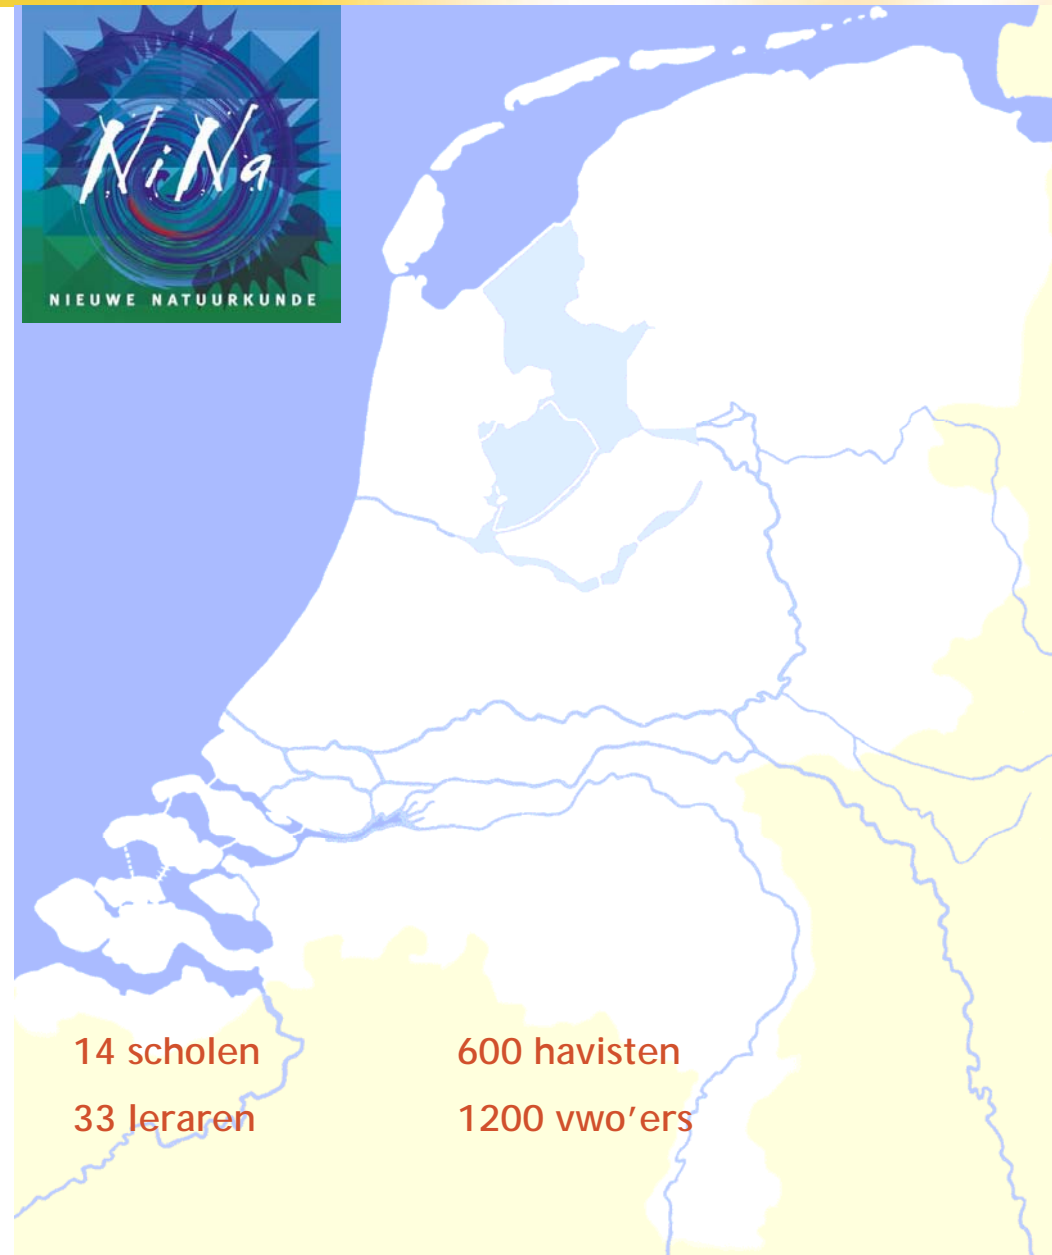 NiNa
NIEUWE NATUURKUNDE
14 scholen
600 havisten
33 leraren
1200 vwo’ers